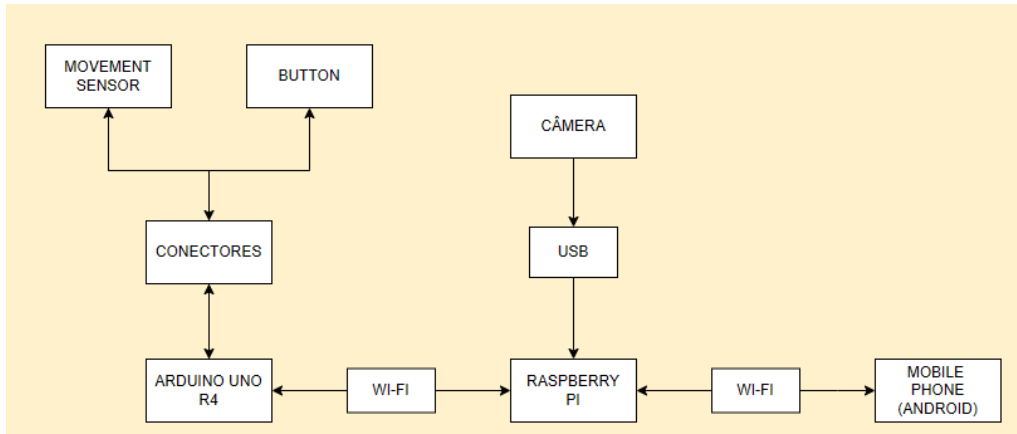 MOVEMENT
SENSOR
BUTTON
CÂMERA
CONECTORES
USB
ARDUINO UNO
R4
WI-FI
RASPBERRY
PI
WI-FI
MOBILE
PHONE
(ANDROID)